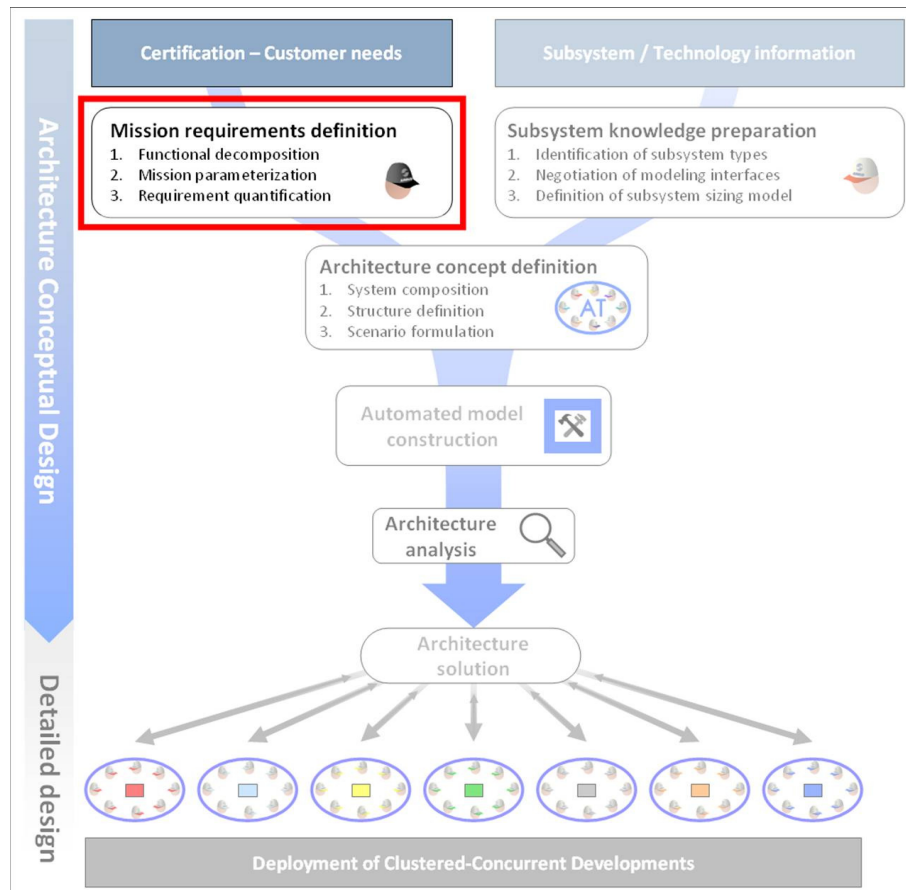 Certification – Customer needs
Subsystem / Technology information
Mission requirements definition
1. Functional decomposition
2. Mission parameterization
3. Requirement quantification
Subsystem knowledge preparation
1. Identification of subsystem types
2. Negotiation of modeling interfaces
3. Definition of subsystem sizing model
Architecture concept definition
1. System composition
2. Structure definition
3. Scenario formulation
AT
Automated model
construction
Architecture
analysis
Architecture
solution
Architecture Conceptual Design
Detailed design
Deployment of Clustered-Concurrent Developments